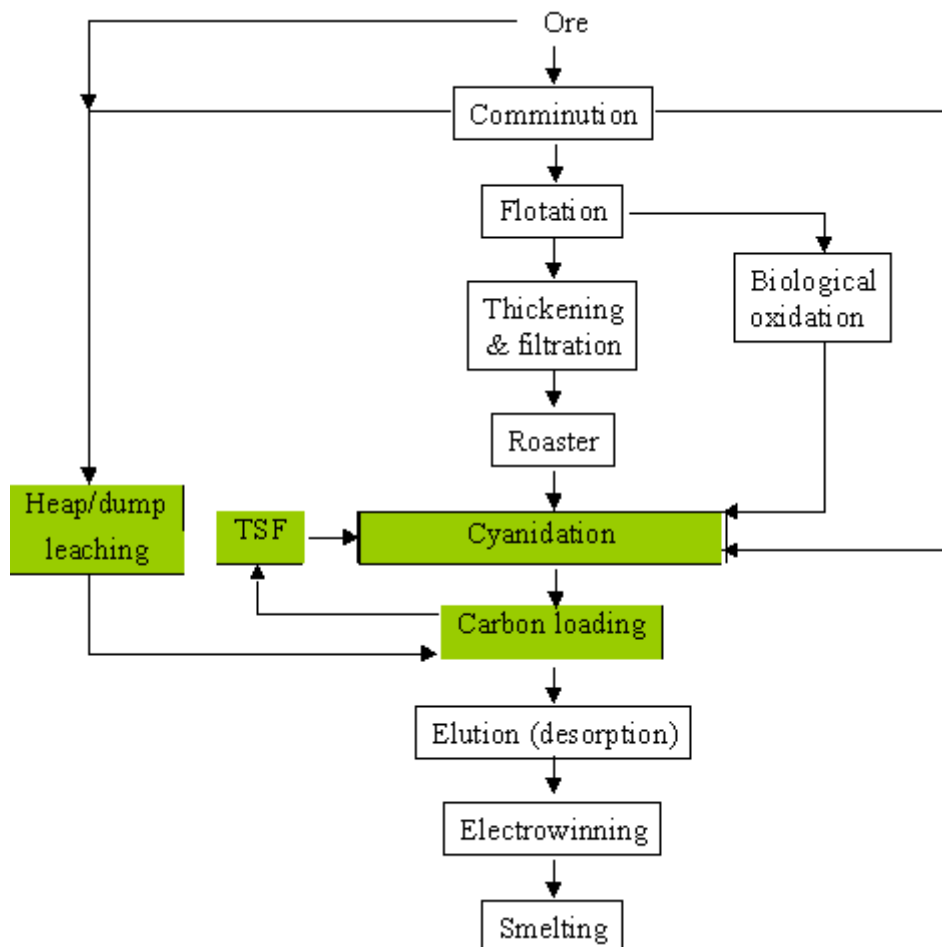 Ore
Comminution
Flotation
Biological
oxidation
Thickening
& filtration
Roaster
Heap/dump
leaching
TSF
Cyanidation
Carbon loading
Elution (desorption)
Electrowinning
Smelting